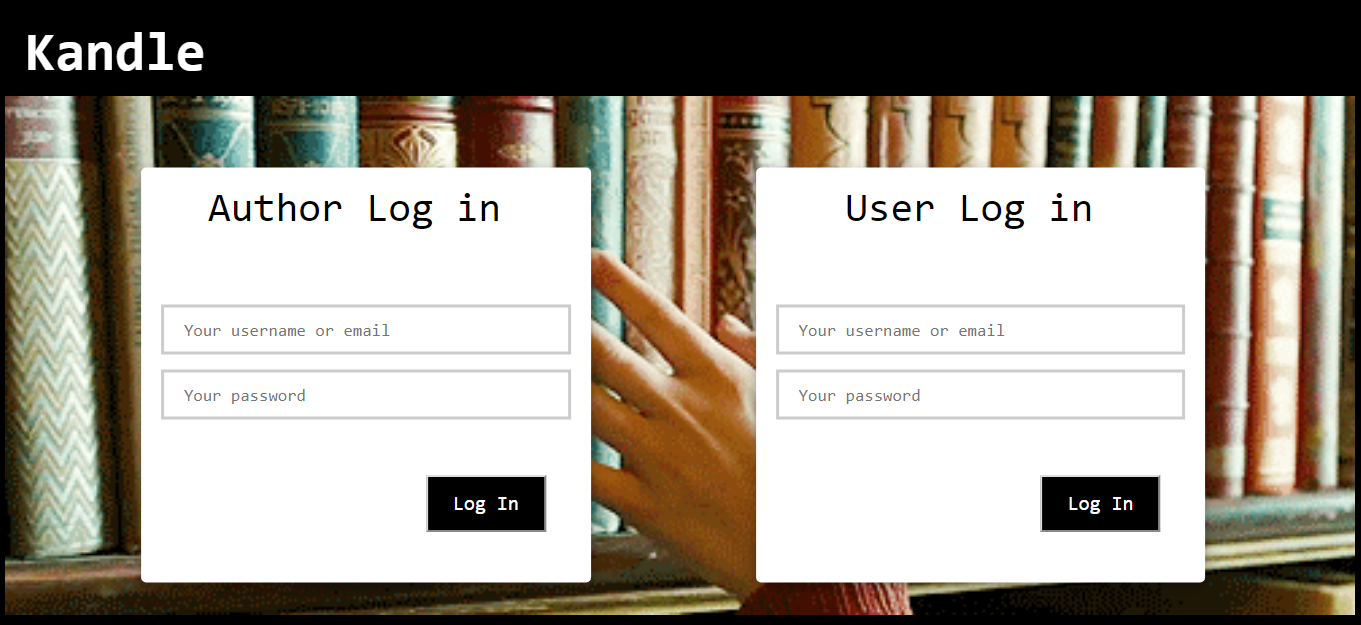 Kandle
Author Log in
Your username or email
Your password
Log In
User Log in
Your username or email
Your password
Log In